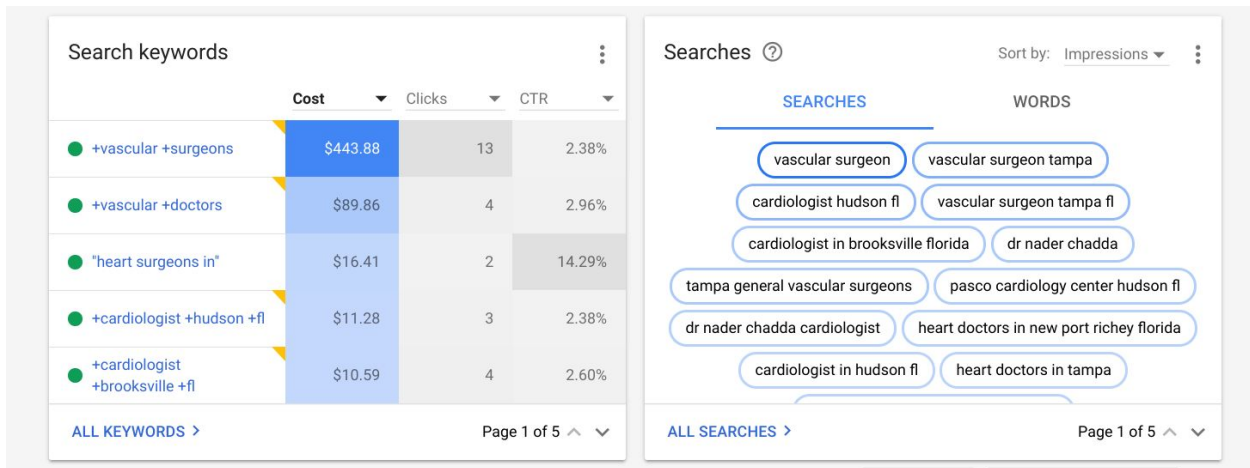 Search keywords
Cost Clicks CTR
+vascular +surgeons $443.88 13 2.38%
+vascular +doctors $89.86 4 2.96%
"heart surgeons in" $16.41 2 14.29%
+cardiologist +hudson +fl $11.28 3 2.38%
+cardiologist
+brooksville +fl $10.59 4 2.60%
ALL KEYWORDS Page 1 of 5
Searches Sort by: Impressions
SEARCHES WORDS
vascular surgeon vascular surgeon tampa
cardiologist hudson fl vascular surgeon tampa fl
cardiologist in brooksville florida dr nader chadda
tampa general vascular surgeons pasco cardiology center hudson fl
dr nader chadda cardiologist heart doctors in new port richey florida
cardiologist in hudson fl heart doctors in tampa
ALL SEARCHES Page 1 of 5